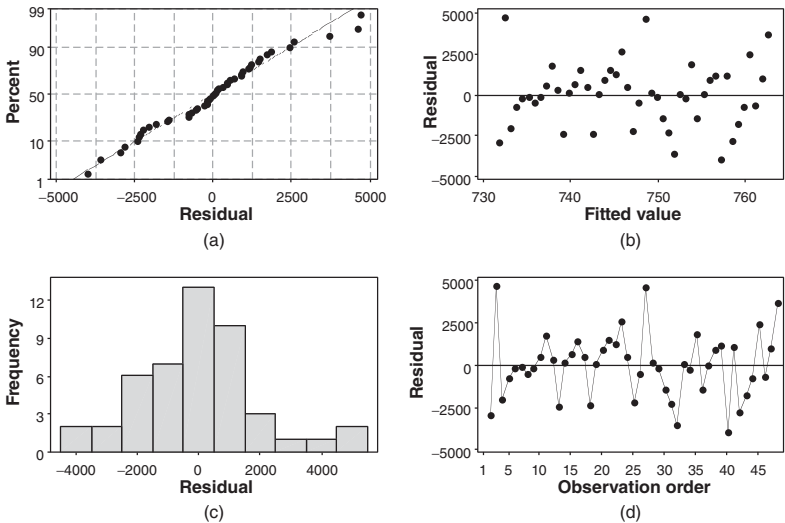 99
90
50
10
1
Percent
−5000 −2500 0 2500 5000
Residual
(a)
5000
2500
0
−2500
−5000
Residual
730 740 750 760
Fitted value
(b)
12
9
6
3
0
Frequency
−4000 −2000 0 2000 4000
Residual
(c)
5000
2500
0
−2500
−5000
Residual
1 5 10 15 20 25 30 35 40 45
Observation order
(d)